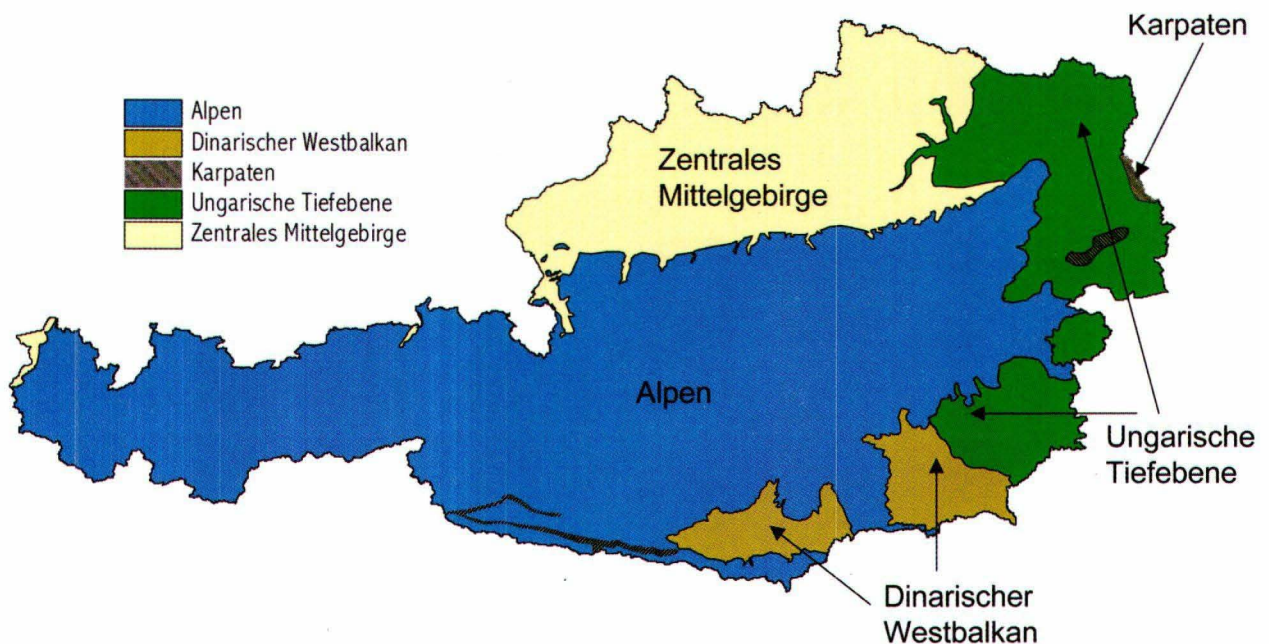 Karpaten
Alpen
Dinarischer Westbalkan
Karpaten
Ungarische Tiefebene
Zentrales Mittelgebirge
Zentrales
Mittelgebirge
Alpen
Ungarische
Tiefebene
Dinarischer
Westbalkan